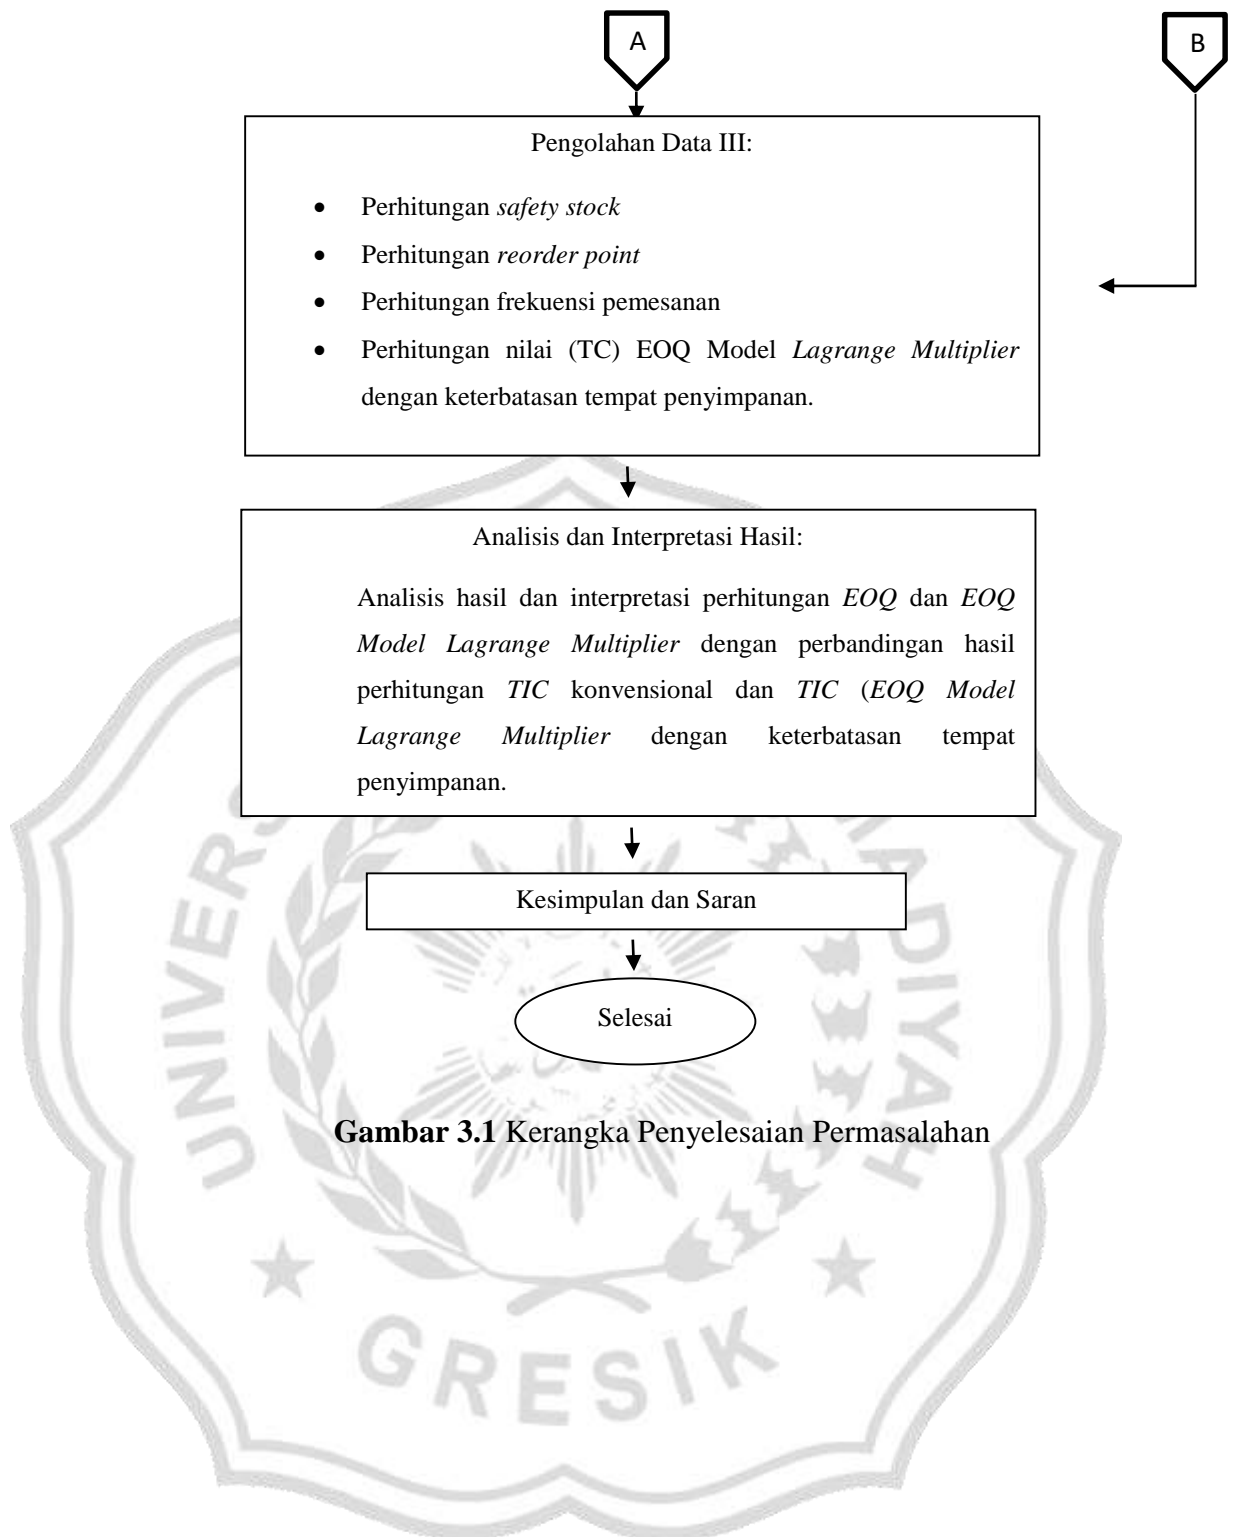 A
B
Pengolahan Data III:
• Perhitungan safety stock
• Perhitungan reorder point
• Perhitungan frekuensi pemesanan
• Perhitungan nilai (TC) EOQ Model Lagrange Multiplier
dengan keterbatasan tempat penyimpanan.
Analisis dan Interpretasi Hasil:
Analisis hasil dan interpretasi perhitungan EOQ dan EOQ
Model Lagrange Multiplier dengan perbandingan hasil
perhitungan TIC konvensional dan TIC (EOQ Model
Lagrange Multiplier dengan keterbatasan tempat
penyimpanan.
Kesimpulan dan Saran
Selesai
Gambar 3.1 Kerangka Penyelesaian Permasalahan
GRESIK